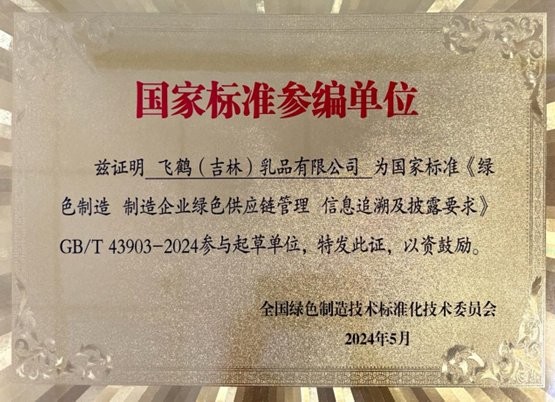 国家标准参编单位
兹证明 飞鹤（吉林）乳品有限公司 为国家标准《绿
色制造 制造企业绿色供应链管理 信息追溯及披露要求》
GB/T 43903-2024参与起草单位，特发此证，以资鼓励。
全国绿色制造技术标准化技术委员会
2024年5月